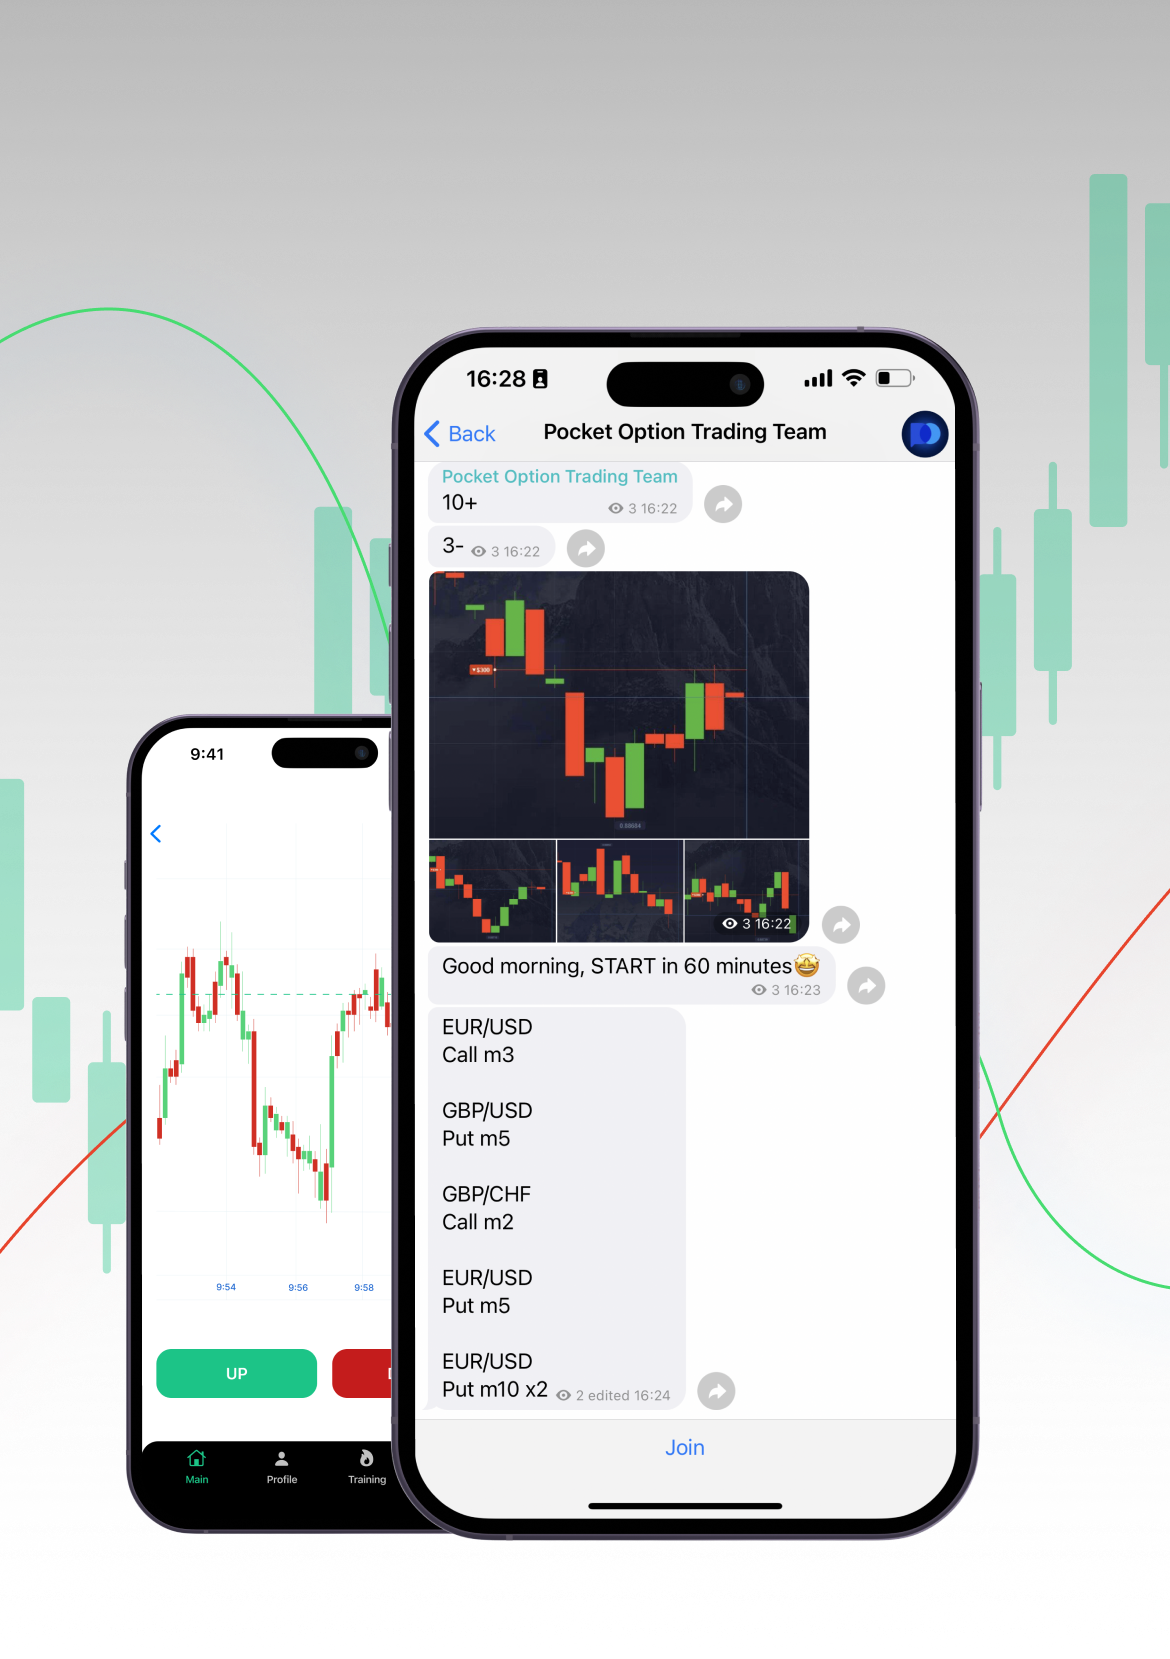 16:28
Back
Pocket Option Trading Team
Pocket Option Trading Team
10+
3 16:22
3-
3 16:22
▼$300
3 16:22
Good morning, START in 60 minutes🤩
3 16:23
EUR/USD
Call m3
GBP/USD
Put m5
GBP/CHF
Call m2
EUR/USD
Put m5
EUR/USD
Put m10 x2
2 edited 16:24
Join
9:41
9:54 9:56 9:58
UP
Main Profile Training